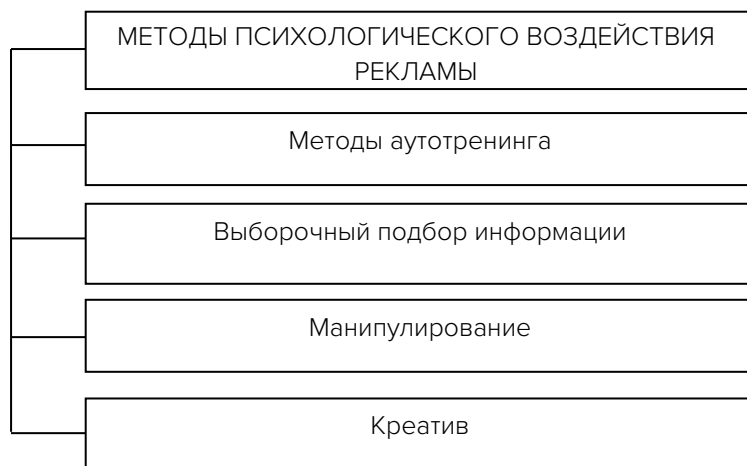 МЕТОДЫ ПСИХОЛОГИЧЕСКОГО ВОЗДЕЙСТВИЯ
РЕКЛАМЫ
Методы аутотренинга
Выборочный подбор информации
Манипулирование
Креатив